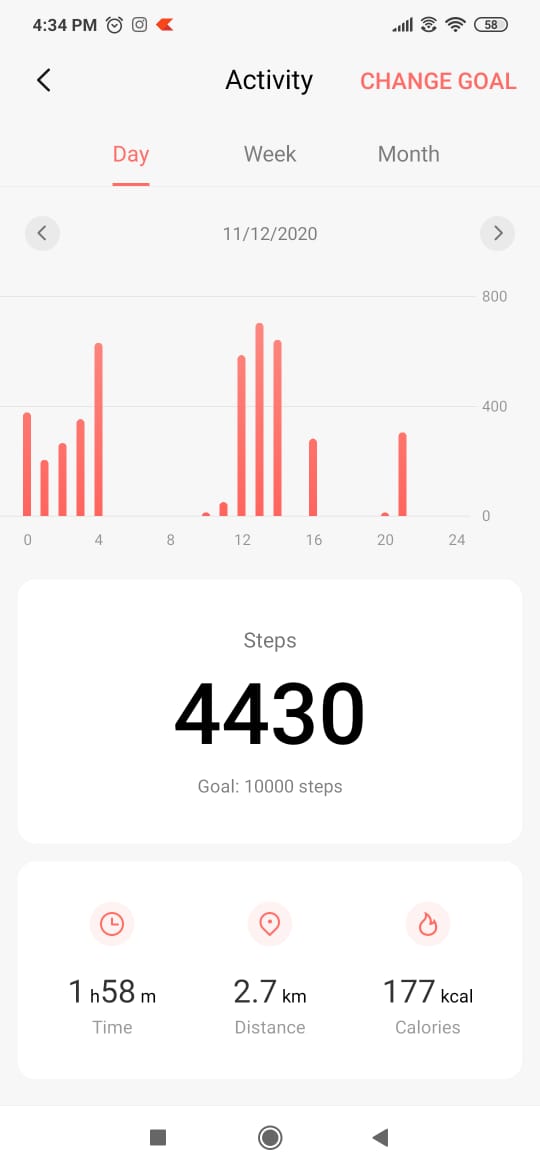 4:34 PM 58
Activity CHANGE GOAL
Day Week Month
11/12/2020
800
400
0
0 4 8 12 16 20 24
Steps
4430
Goal: 10000 steps
1 h 58 m 2.7 km 177 kcal
Time Distance Calories